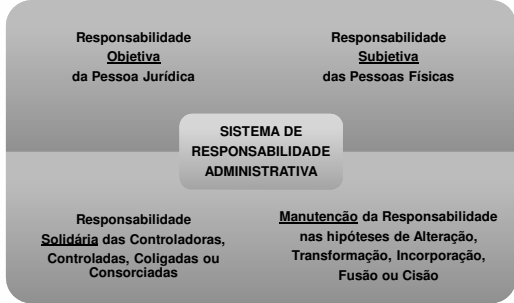 Responsabilidade
Objetiva
da Pessoa Jurídica
Responsabilidade
Subjetiva
das Pessoas Físicas
SISTEMA DE
RESPONSABILIDADE
ADMINISTRATIVA
Responsabilidade
Solidária das Controladoras,
Controladas, Coligadas ou
Consorciadas
Manutenção da Responsabilidade
nas hipóteses de Alteração,
Transformação, Incorporação,
Fusão ou Cisão